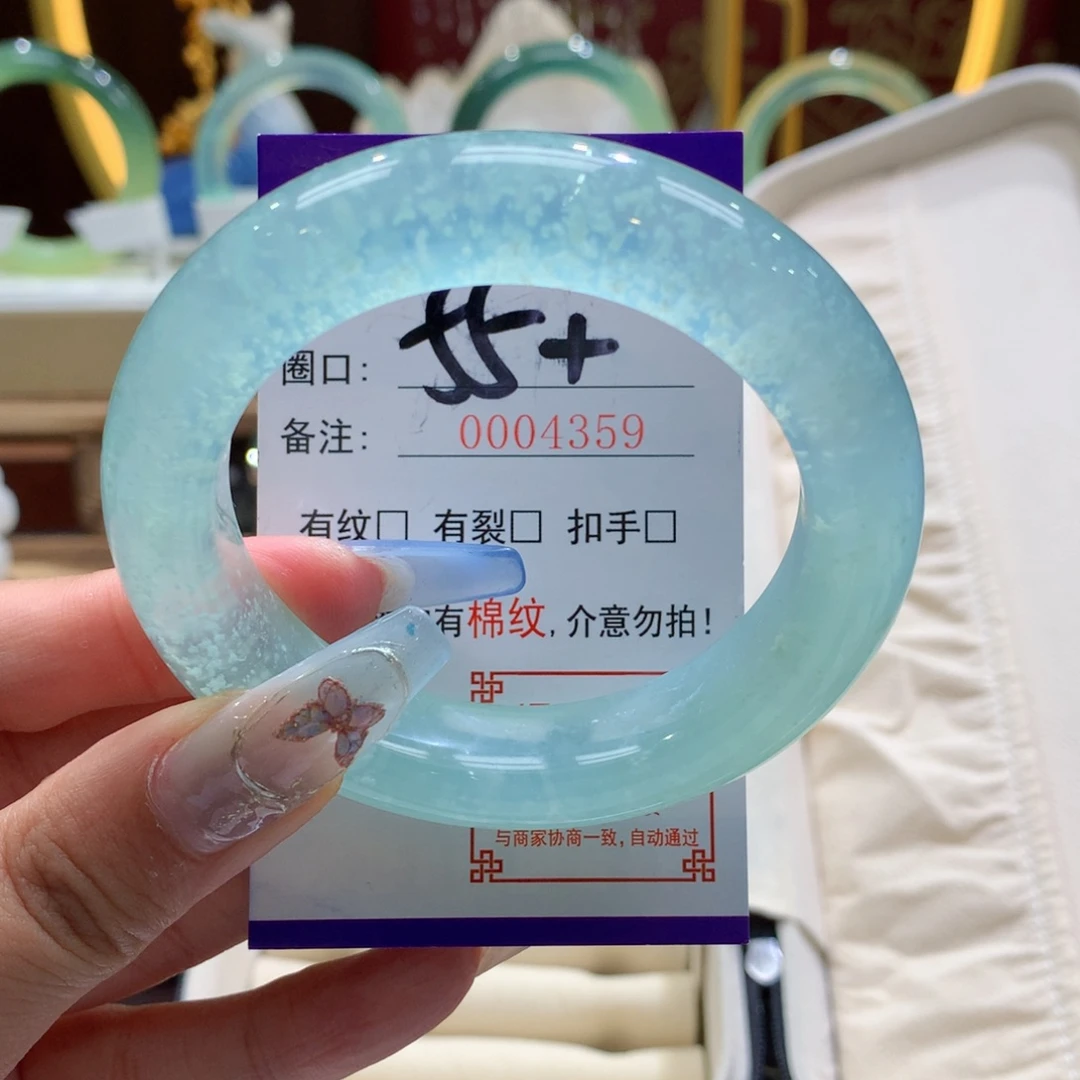 圈口: 55+
备注: 0004359
有纹□ 有裂□ 扣手□
有棉纹,介意勿拍!
与商家协商一致,自动通过